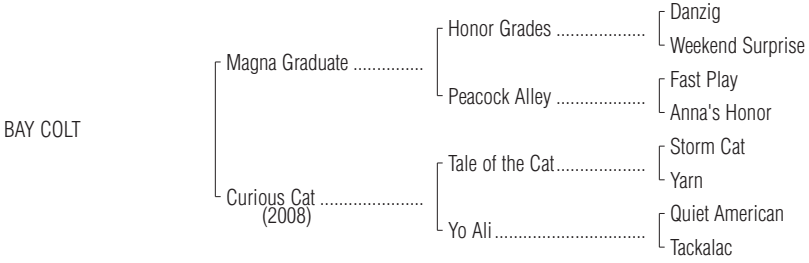 Danzig
Honor Grades ....................
Weekend Surprise
Magna Graduate ...............
Fast Play
Peacock Alley ....................
Anna's Honor
BAY COLT
Storm Cat
Tale of the Cat....................
Yarn
Curious Cat .......................
(2008)
Quiet American
Yo Ali ..................................
Tackalac